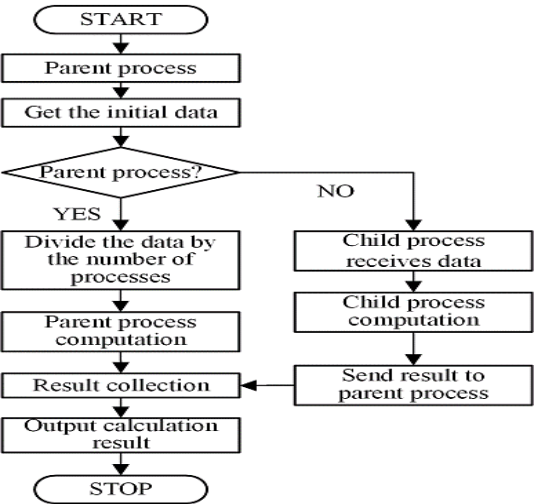 START
Parent process
Get the initial data
Parent process?
NO
YES
Divide the data by
the number of
processes
Child process
receives data
Parent process
computation
Child process
computation
Result collection
Send result to
parent process
Output calculation
result
STOP